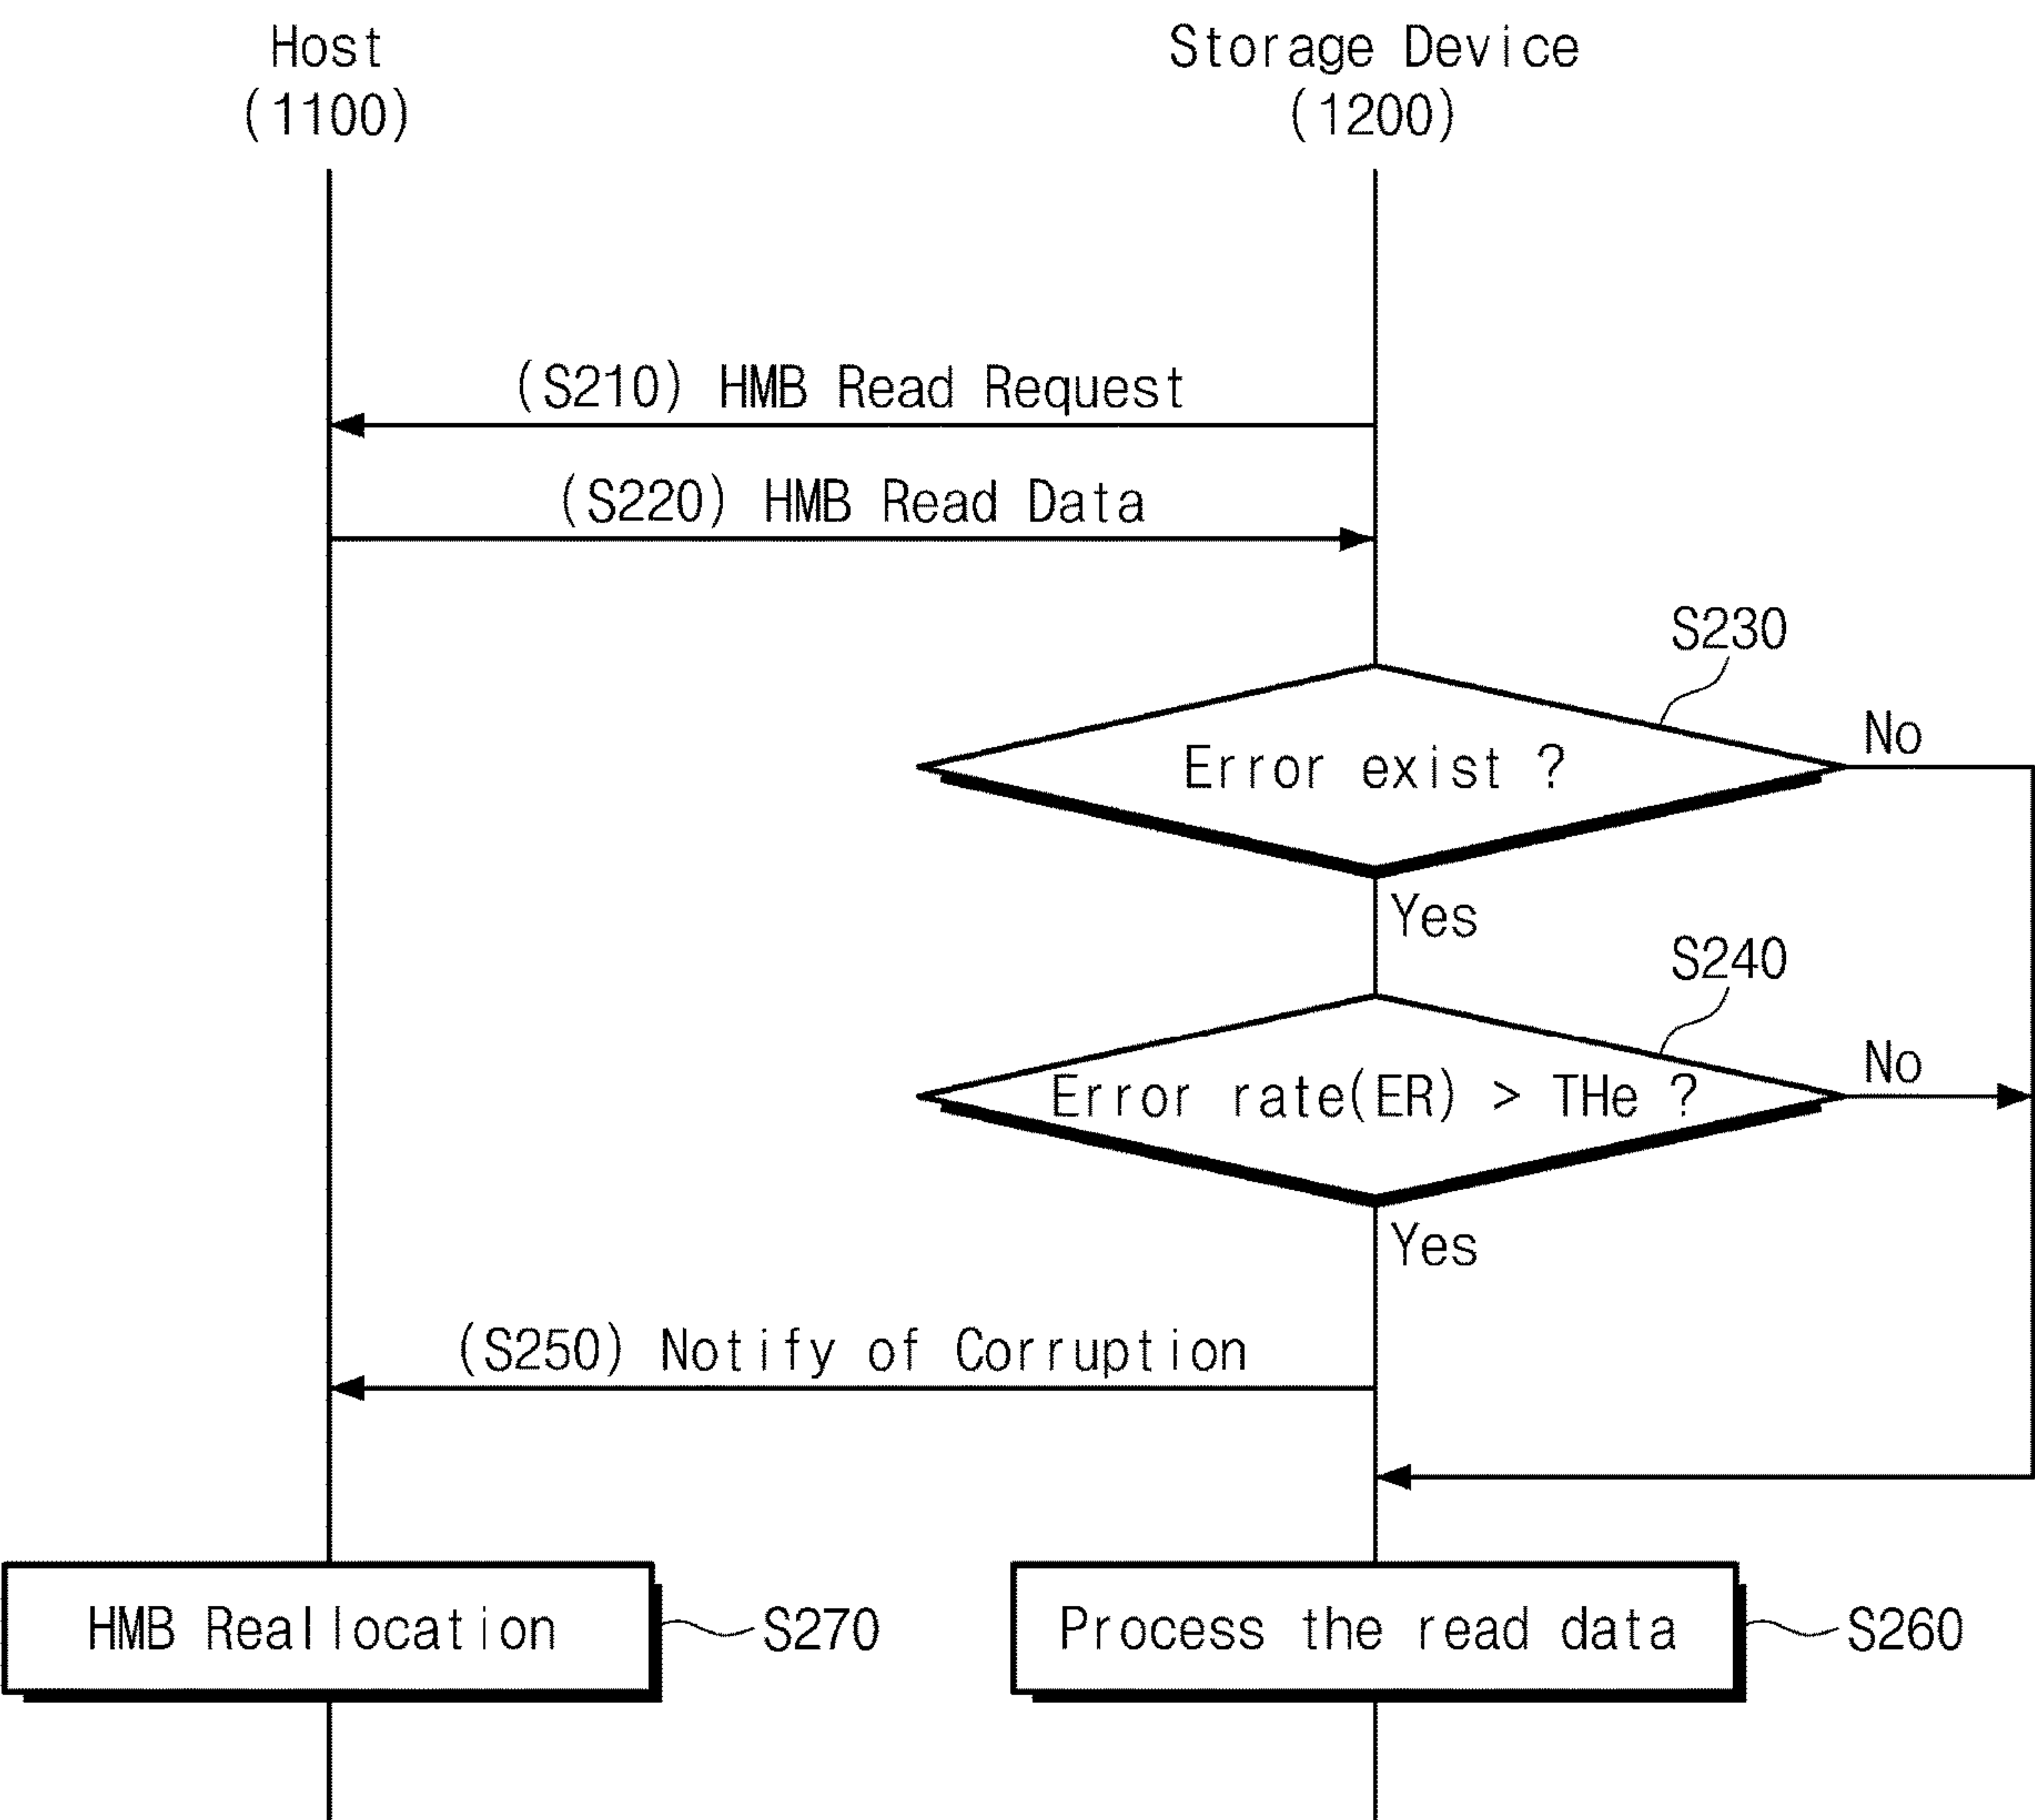 Host
(1100)
Storage Device
(1200)
(S210) HMB Read Request
(S220) HMB Read Data
S230
Error exist ?
No
Yes
S240
Error rate(ER) > THe ?
No
Yes
(S250) Notify of Corruption
HMB Reallocation
S270
Process the read data
S260